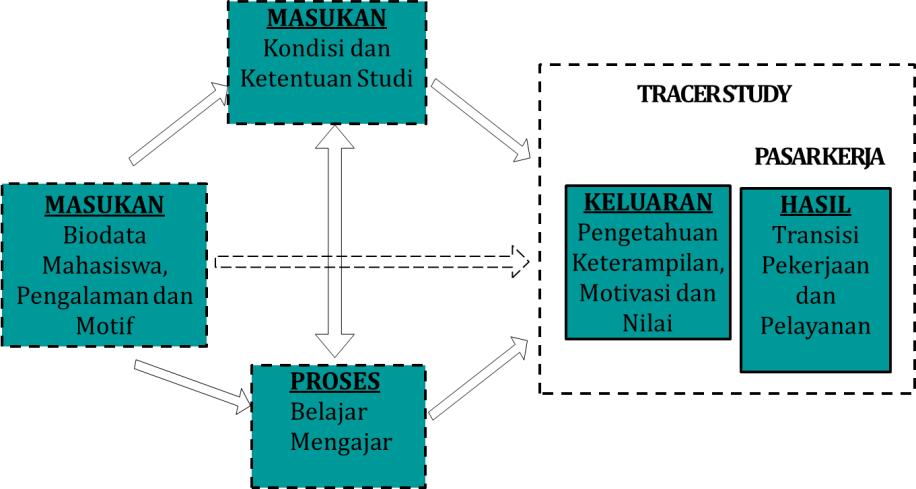 MASUKAN
Kondisi dan
Ketentuan Studi
TRACER STUDY
PASAR KERJA
MASUKAN
Biodata
Mahasiswa,
Pengalaman dan
Motif
KELUARAN
Pengetahuan
Keterampilan,
Motivasi dan
Nilai
HASIL
Transisi
Pekerjaan
dan
Pelayanan
PROSES
Belajar
Mengajar